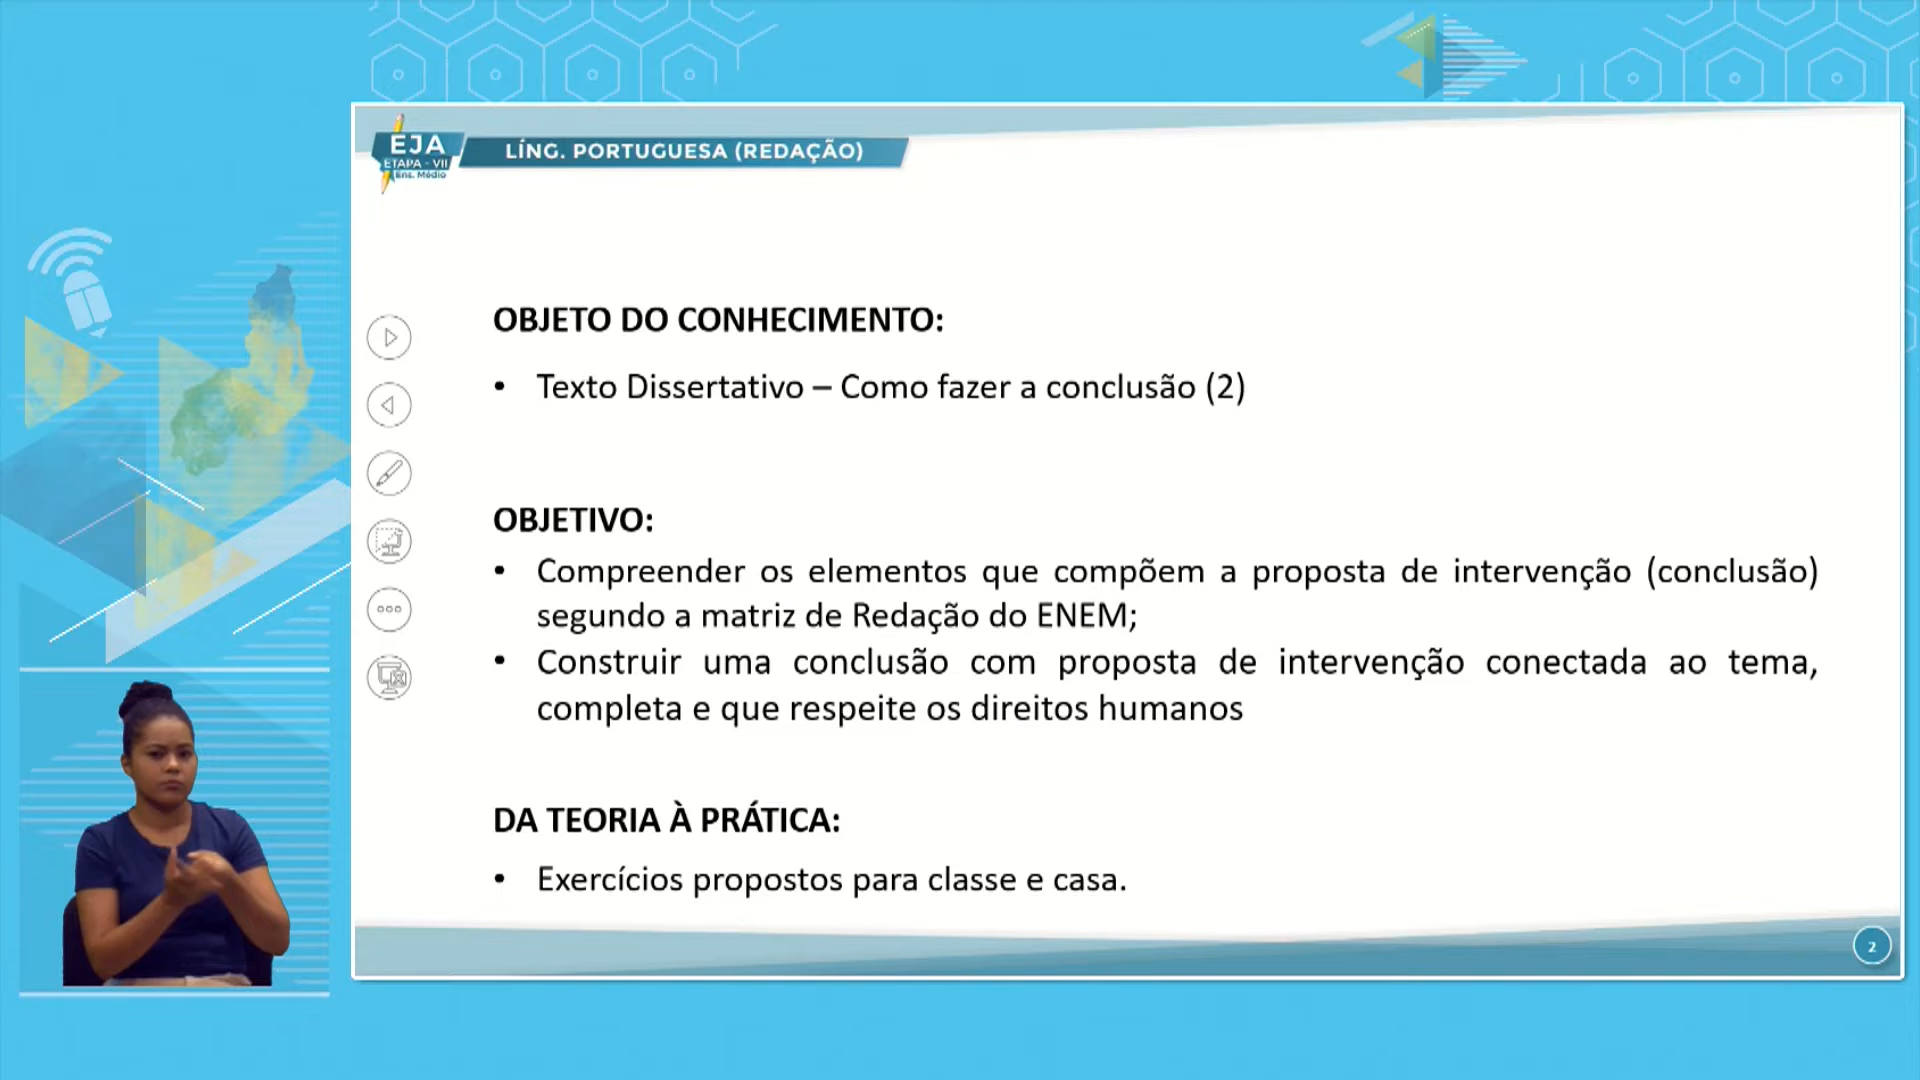 EJA
ETAPA - VII
Ens. Médio
LÍNG. PORTUGUESA (REDAÇÃO)
OBJETO DO CONHECIMENTO:
• Texto Dissertativo – Como fazer a conclusão (2)
OBJETIVO:
• Compreender os elementos que compõem a proposta de intervenção (conclusão)
segundo a matriz de Redação do ENEM;
• Construir uma conclusão com proposta de intervenção conectada ao tema,
completa e que respeite os direitos humanos
DA TEORIA À PRÁTICA:
• Exercícios propostos para classe e casa.
2